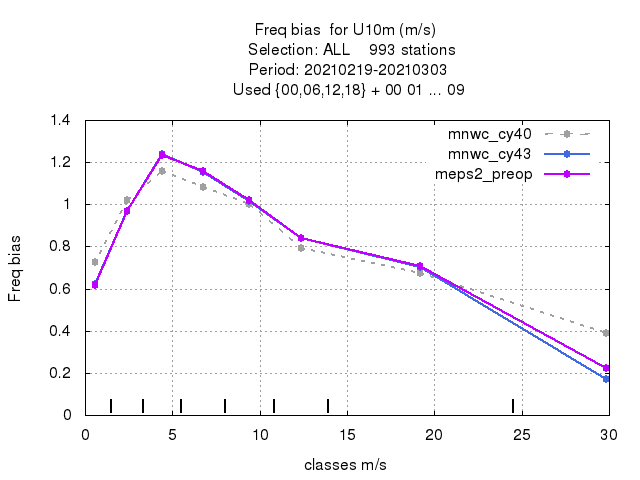 Freq bias  for U10m (m/s)
Selection: ALL    993 stations
Period: 20210219-20210303
Used {00,06,12,18} + 00 01 ... 09
mnwc_cy40
mnwc_cy43
meps2_preop
Freq bias
1.4
1.2
1
0.8
0.6
0.4
0.2
0
0 5 10 15 20 25 30
classes m/s